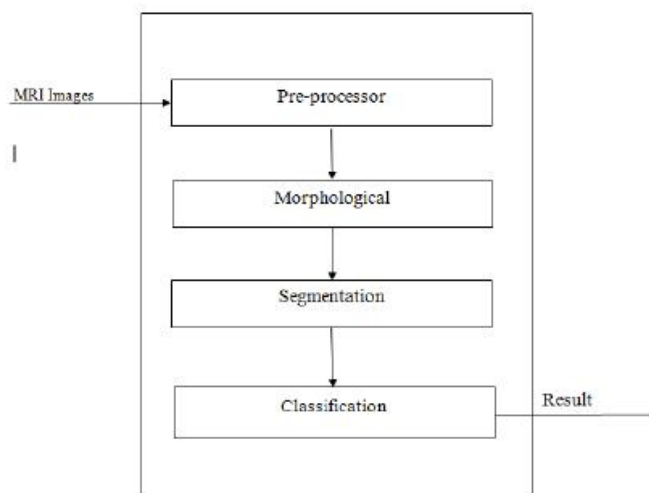 MRI Images
Pre-processor
Morphological
Segmentation
Classification
Result